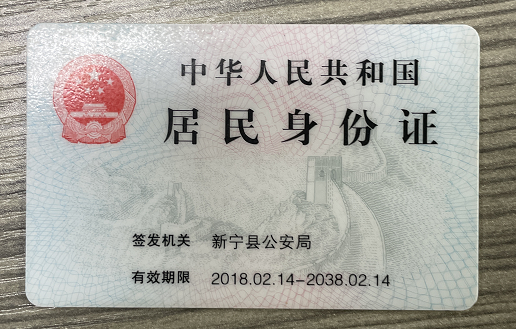 中华人民共和国
居民身份证
签发机关 新宁县公安局
有效期限 2018.02.14-2038.02.14